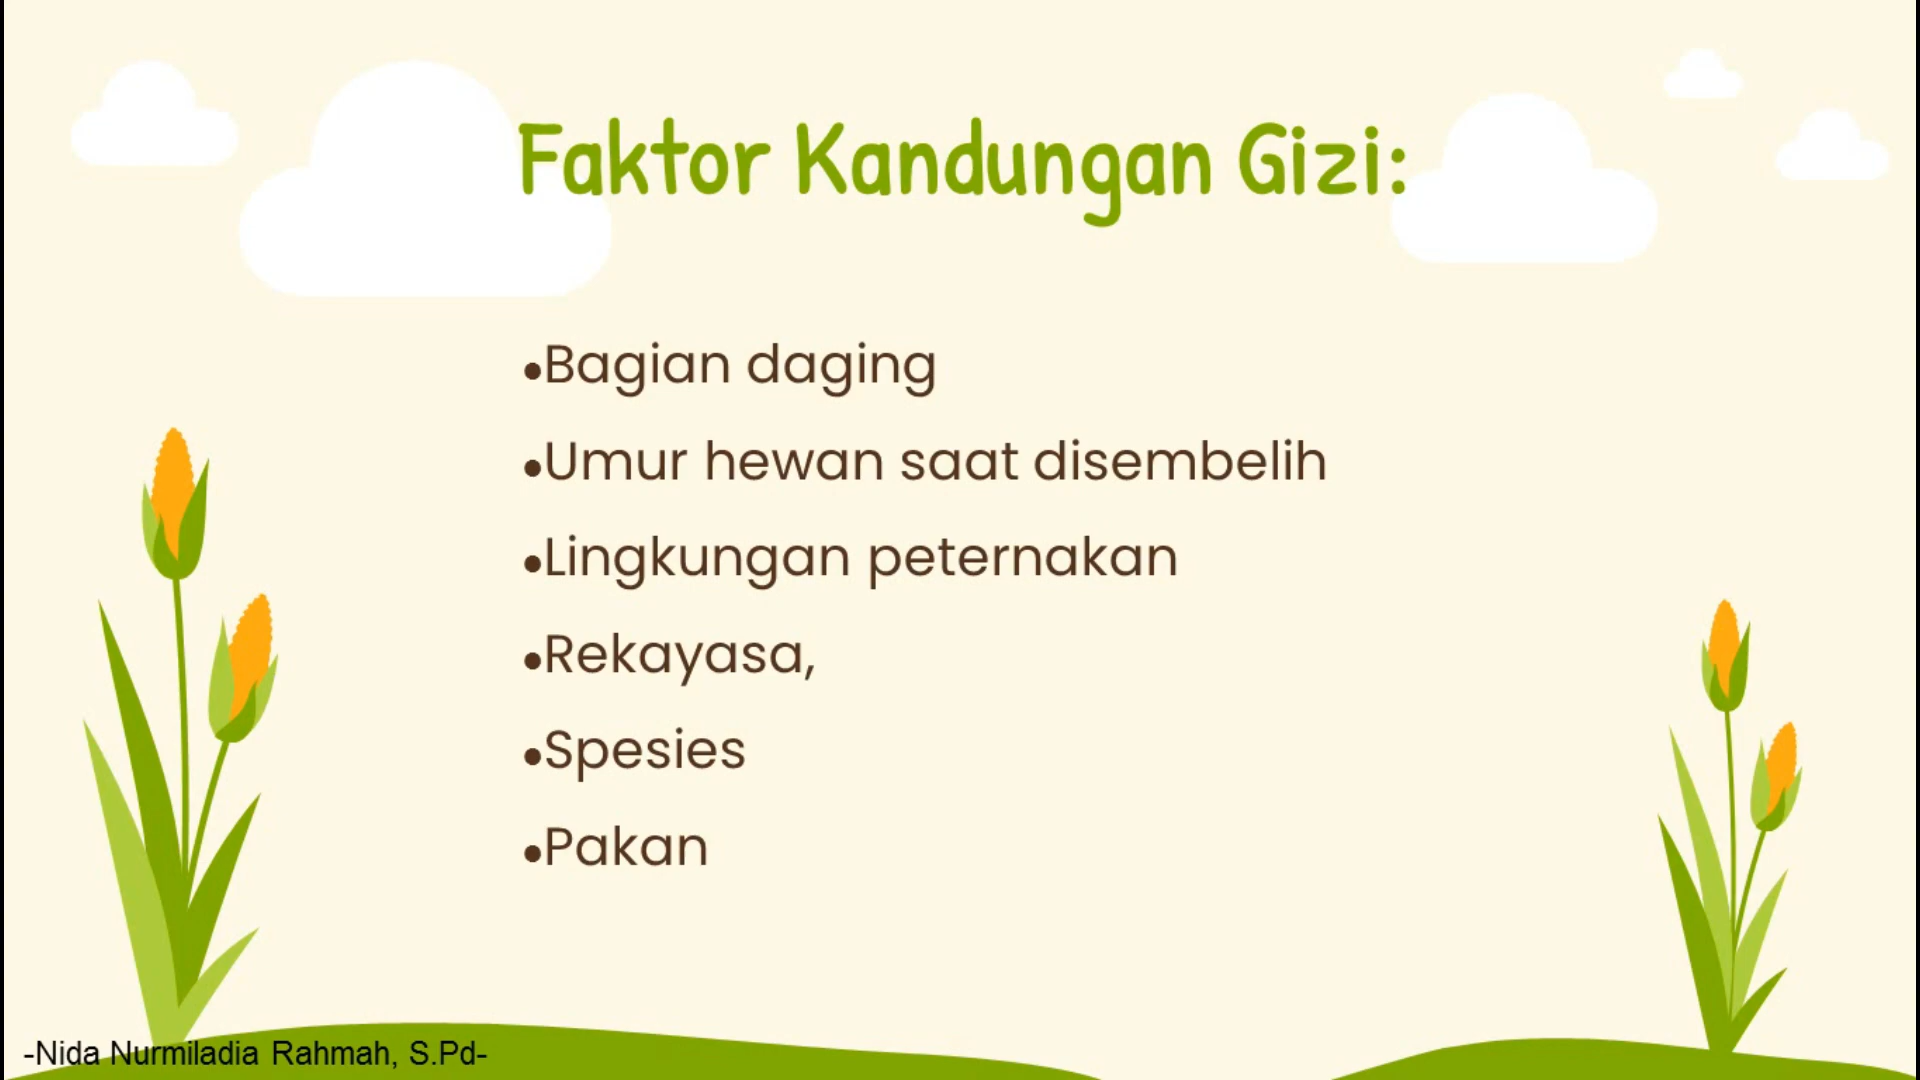 Faktor Kandungan Gizi:
•Bagian daging
•Umur hewan saat disembelih
•Lingkungan peternakan
•Rekayasa,
•Spesies
•Pakan
-Nida Nurmiladia Rahmah, S.Pd-